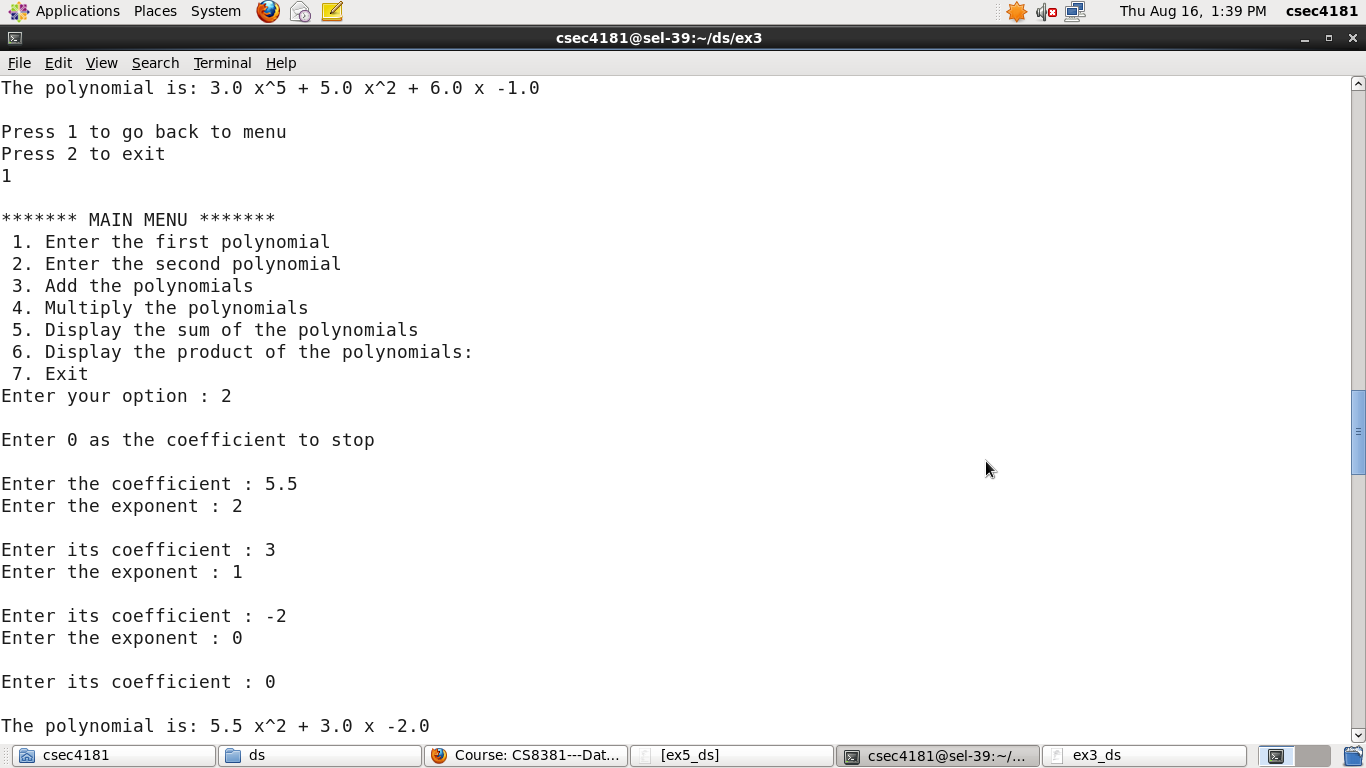 Applications Places System Thu Aug 16, 1:39 PM csec4181
csec4181@sel-39:~/ds/ex3
File Edit View Search Terminal Help
The polynomial is: 3.0 x^5 + 5.0 x^2 + 6.0 x -1.0
Press 1 to go back to menu
Press 2 to exit
1
******* MAIN MENU *******
1. Enter the first polynomial
2. Enter the second polynomial
3. Add the polynomials
4. Multiply the polynomials
5. Display the sum of the polynomials
6. Display the product of the polynomials:
7. Exit
Enter your option : 2
Enter 0 as the coefficient to stop
Enter the coefficient : 5.5
Enter the exponent : 2
Enter its coefficient : 3
Enter the exponent : 1
Enter its coefficient : -2
Enter the exponent : 0
Enter its coefficient : 0
The polynomial is: 5.5 x^2 + 3.0 x -2.0
csec4181 ds Course: CS8381---Dat... [ex5_ds] csec4181@sel-39:~/... ex3_ds